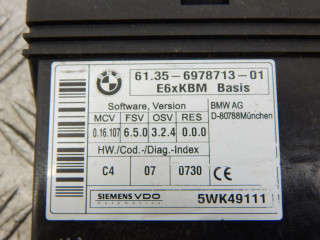 BMW
61.35-6978713-01
E6xKBM Basis
Software, Version
BMW AG
MCV FSV OSV RES
D-80788München
0.16.107 6.5.0 3.2.4 0.0.0
HW./Cod.-/Diag.-Index
C4 07 0730 CE
SIEMENS VDO
Automotive
5WK49111